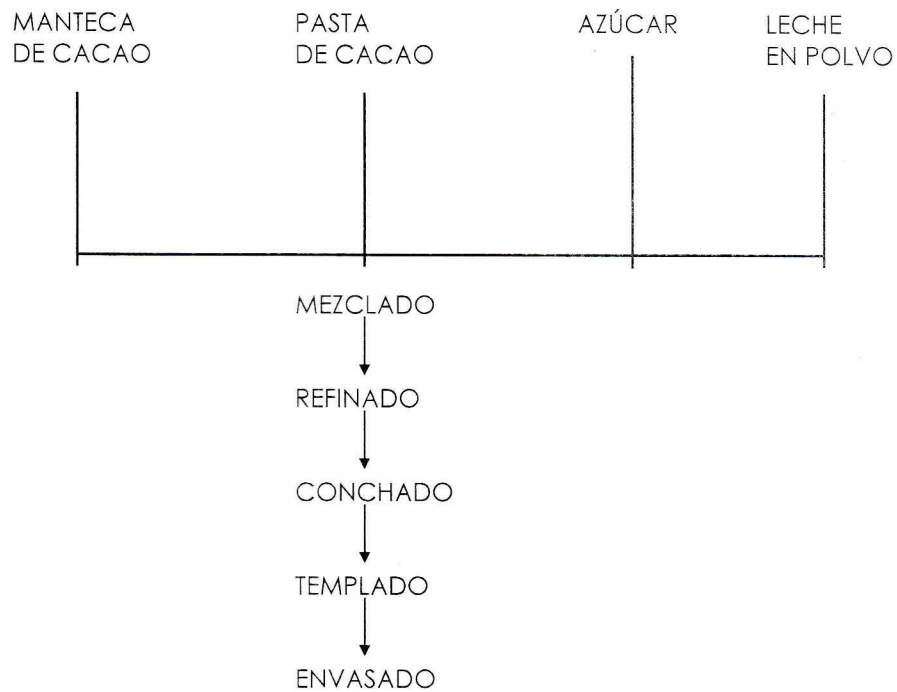 MANTECA
DE CACAO
PASTA
DE CACAO
AZÚCAR
LECHE
EN POLVO
MEZCLADO
REFINADO
CONCHADO
TEMPLADO
ENVASADO